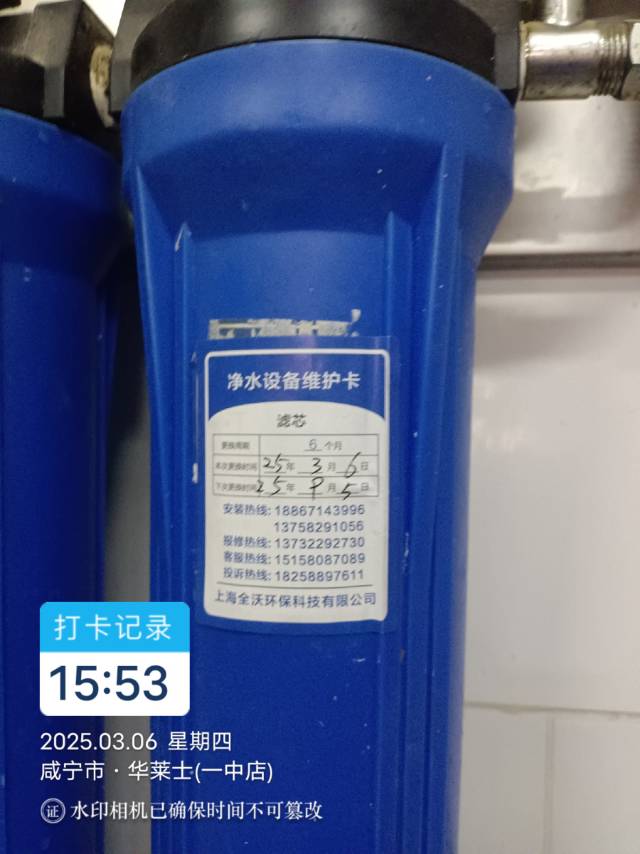 净水设备维护卡
滤芯
更换周期 6 个月
本次更换时间 25 年 3 月 6 日
下次更换时间 25 年 9 月 5 日
安装热线: 18867143996
13758291056
报修热线: 13732292730
客服热线: 15158087089
投诉热线: 18258897611
上海全沃环保科技有限公司
打卡记录
15:53
2025.03.06 星期四
咸宁市·华莱士(一中店)
证 水印相机已确保时间不可篡改